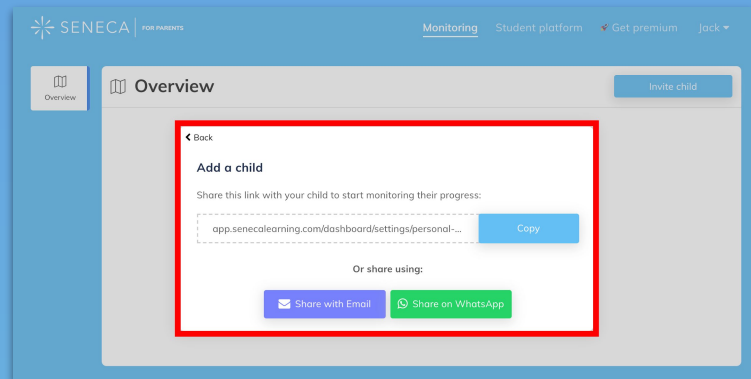 SENECA FOR PARENTS
Monitoring Student platform Get premium Jack
Overview
Overview
Invite child
Back
Add a child
Share this link with your child to start monitoring their progress:
app.senecalearning.com/dashboard/settings/personal-...
Copy
Or share using:
Share with Email
Share on WhatsApp